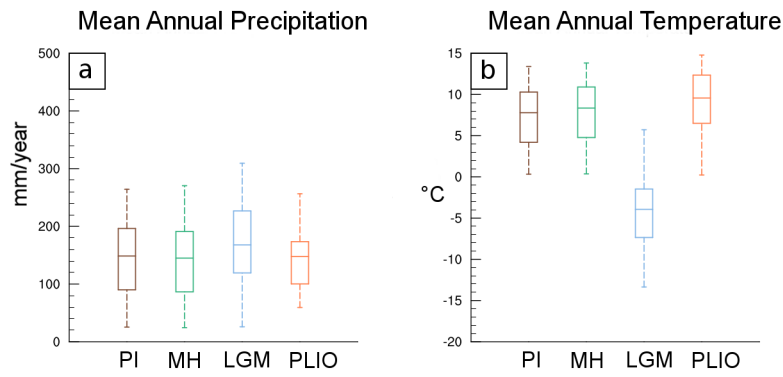 Mean Annual Precipitation
a
mm/year
500
400
300
200
100
0
PI MH LGM PLIO
Mean Annual Temperature
b
°C
15
10
5
0
-5
-10
-15
-20
PI MH LGM PLIO